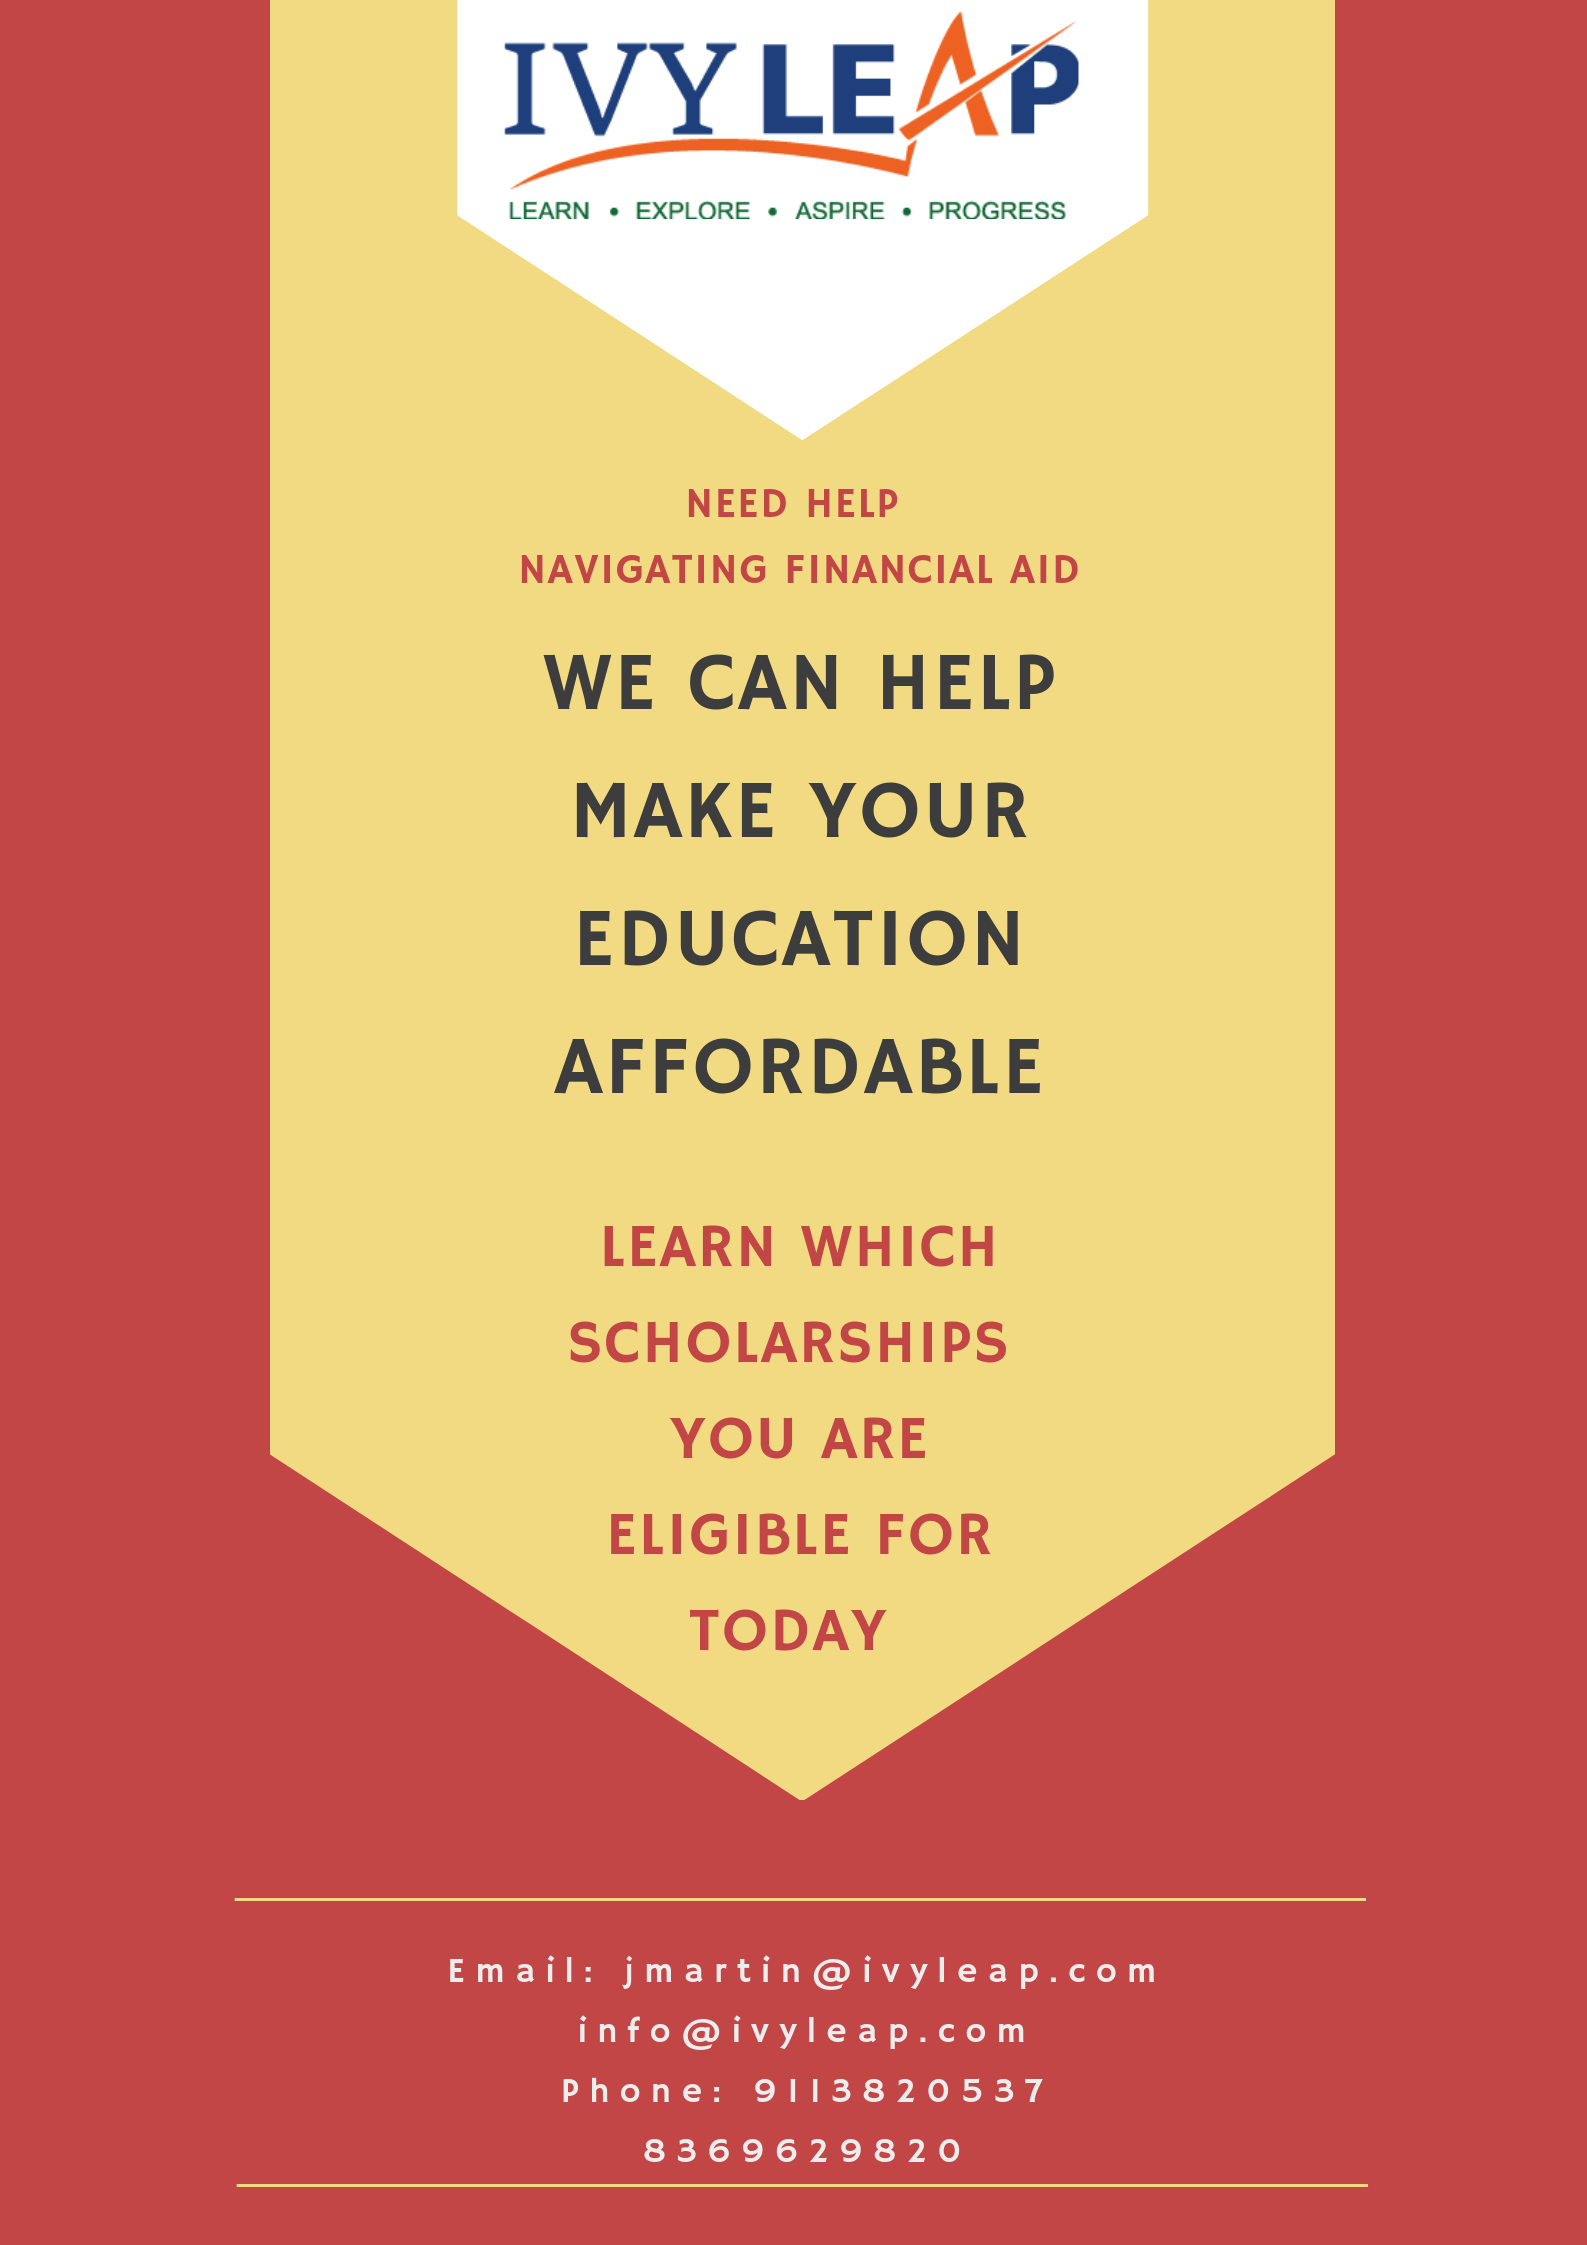 IVY LEAP
LEARN • EXPLORE • ASPIRE • PROGRESS
NEED HELP
NAVIGATING FINANCIAL AID
WE CAN HELP
MAKE YOUR
EDUCATION
AFFORDABLE
LEARN WHICH
SCHOLARSHIPS
YOU ARE
ELIGIBLE FOR
TODAY
Email: jmartin@ivyleap.com
info@ivyleap.com
Phone: 9113820537
8369629820